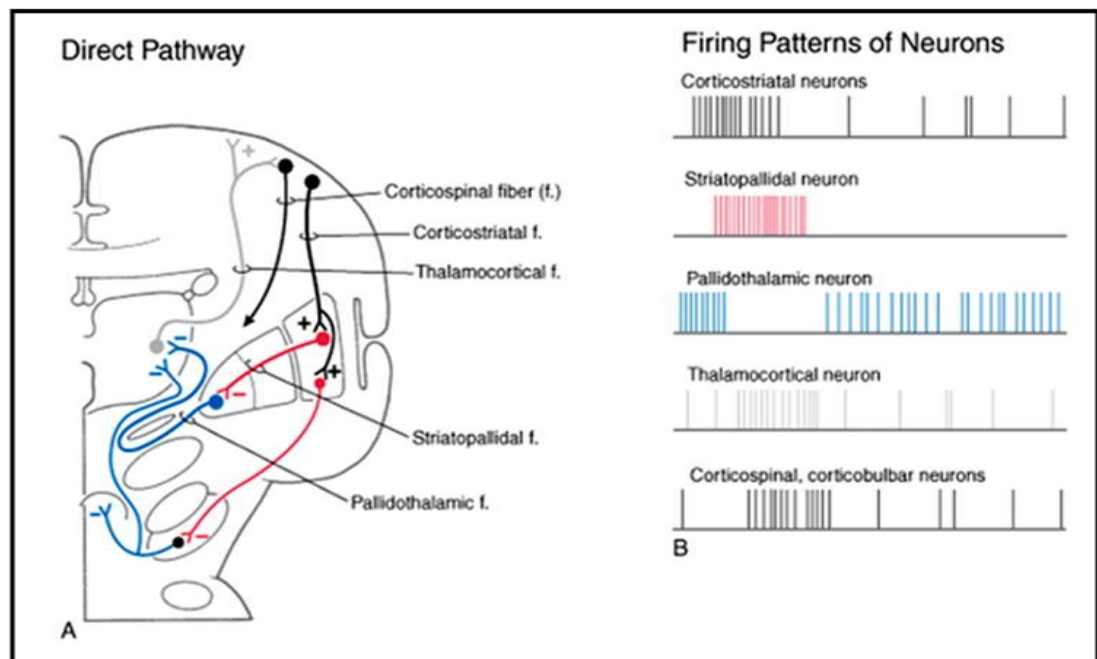 Direct Pathway
+
Corticospinal fiber (f.)
Corticostriatal f.
Thalamocortical f.
+
-
-
-
+
Striatopallidal f.
Pallidothalamic f.
-
-
A
Firing Patterns of Neurons
Corticostriatal neurons
Striatopallidal neuron
Pallidothalamic neuron
Thalamocortical neuron
Corticospinal, corticobulbar neurons
B